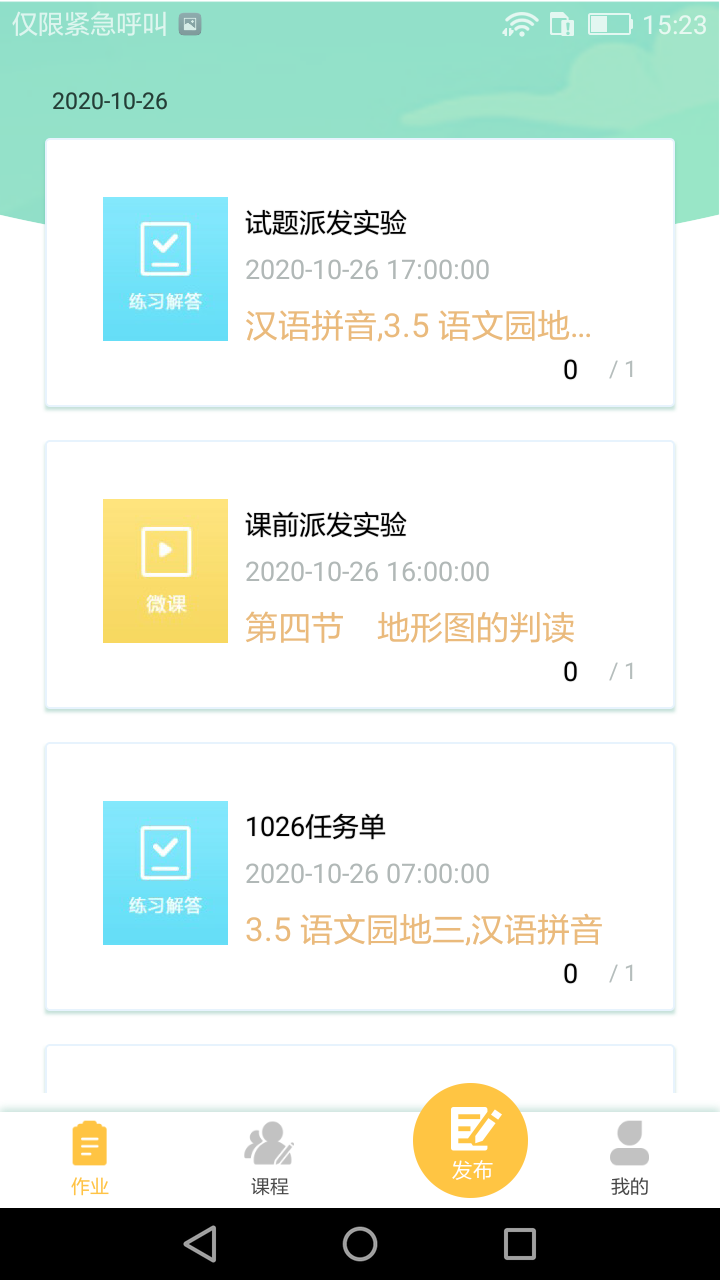 仅限紧急呼叫 15:23
2020-10-26
试题派发实验
2020-10-26 17:00:00
练习解答
汉语拼音,3.5 语文园地...
0 / 1
课前派发实验
2020-10-26 16:00:00
微课
第四节　地形图的判读
0 / 1
1026任务单
2020-10-26 07:00:00
练习解答
3.5 语文园地三,汉语拼音
0 / 1
作业 课程 发布 我的